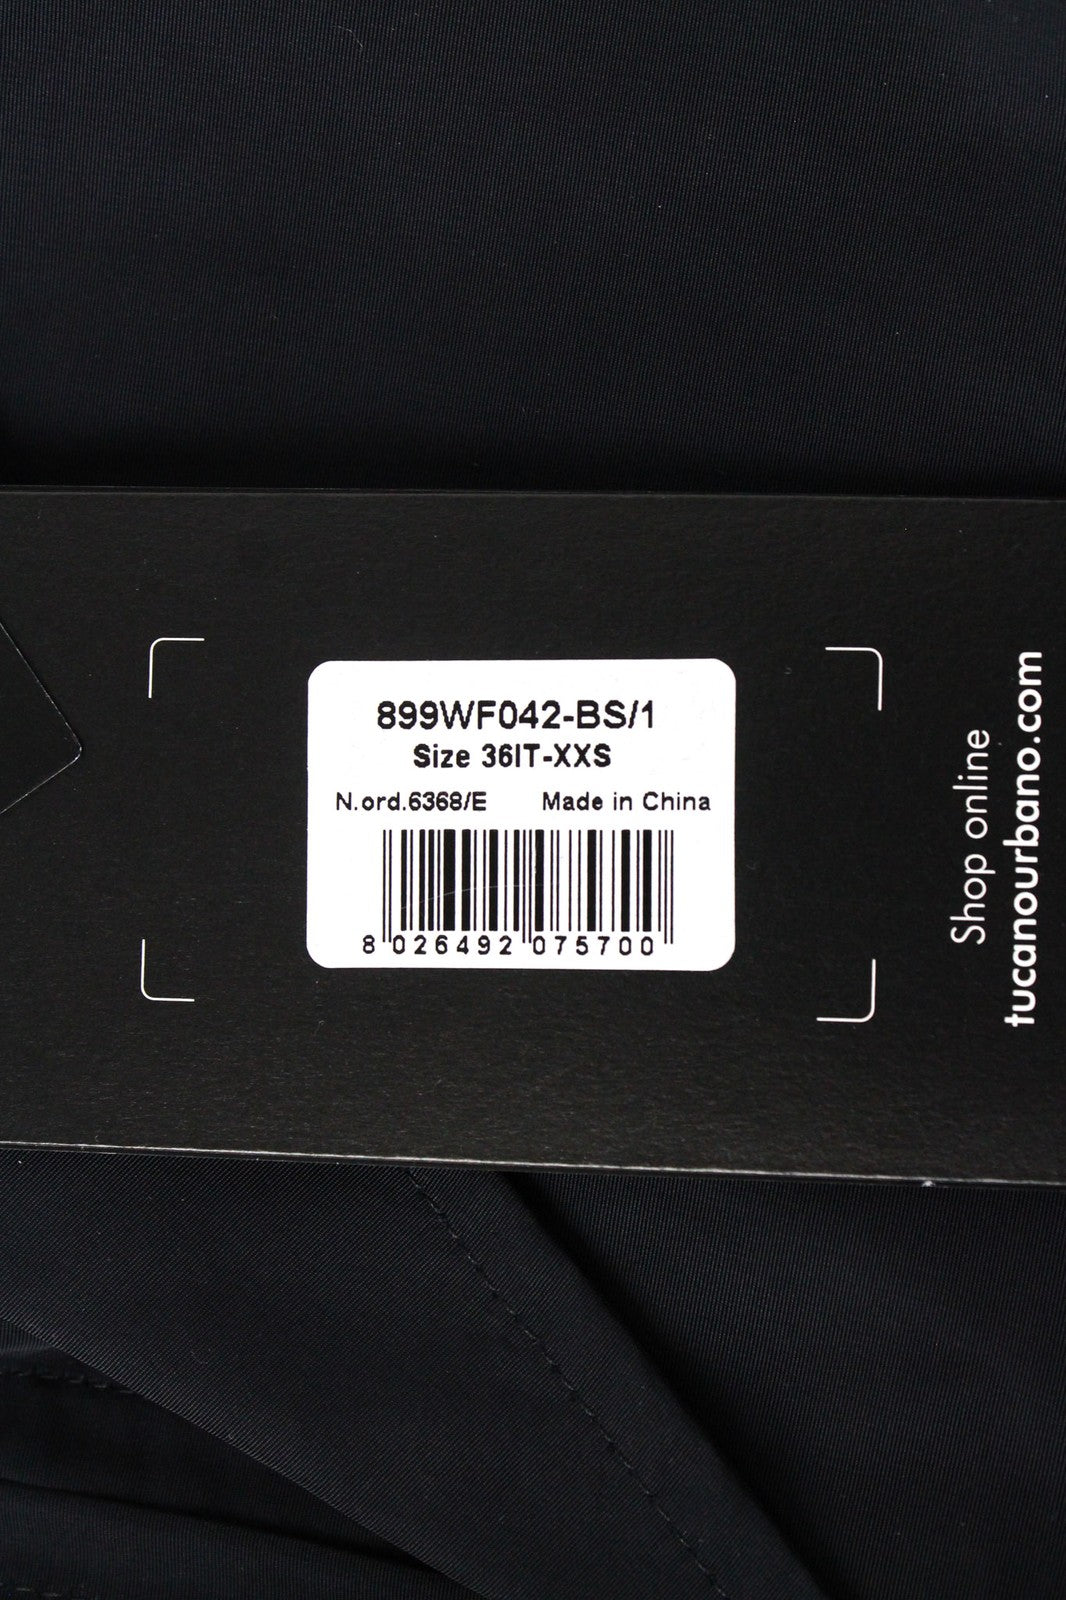 899WF042-BS/1
Size 36IT-XXS
N.ord.6368/E Made in China
8 026492 075700
Shop online
tucanourbano.com